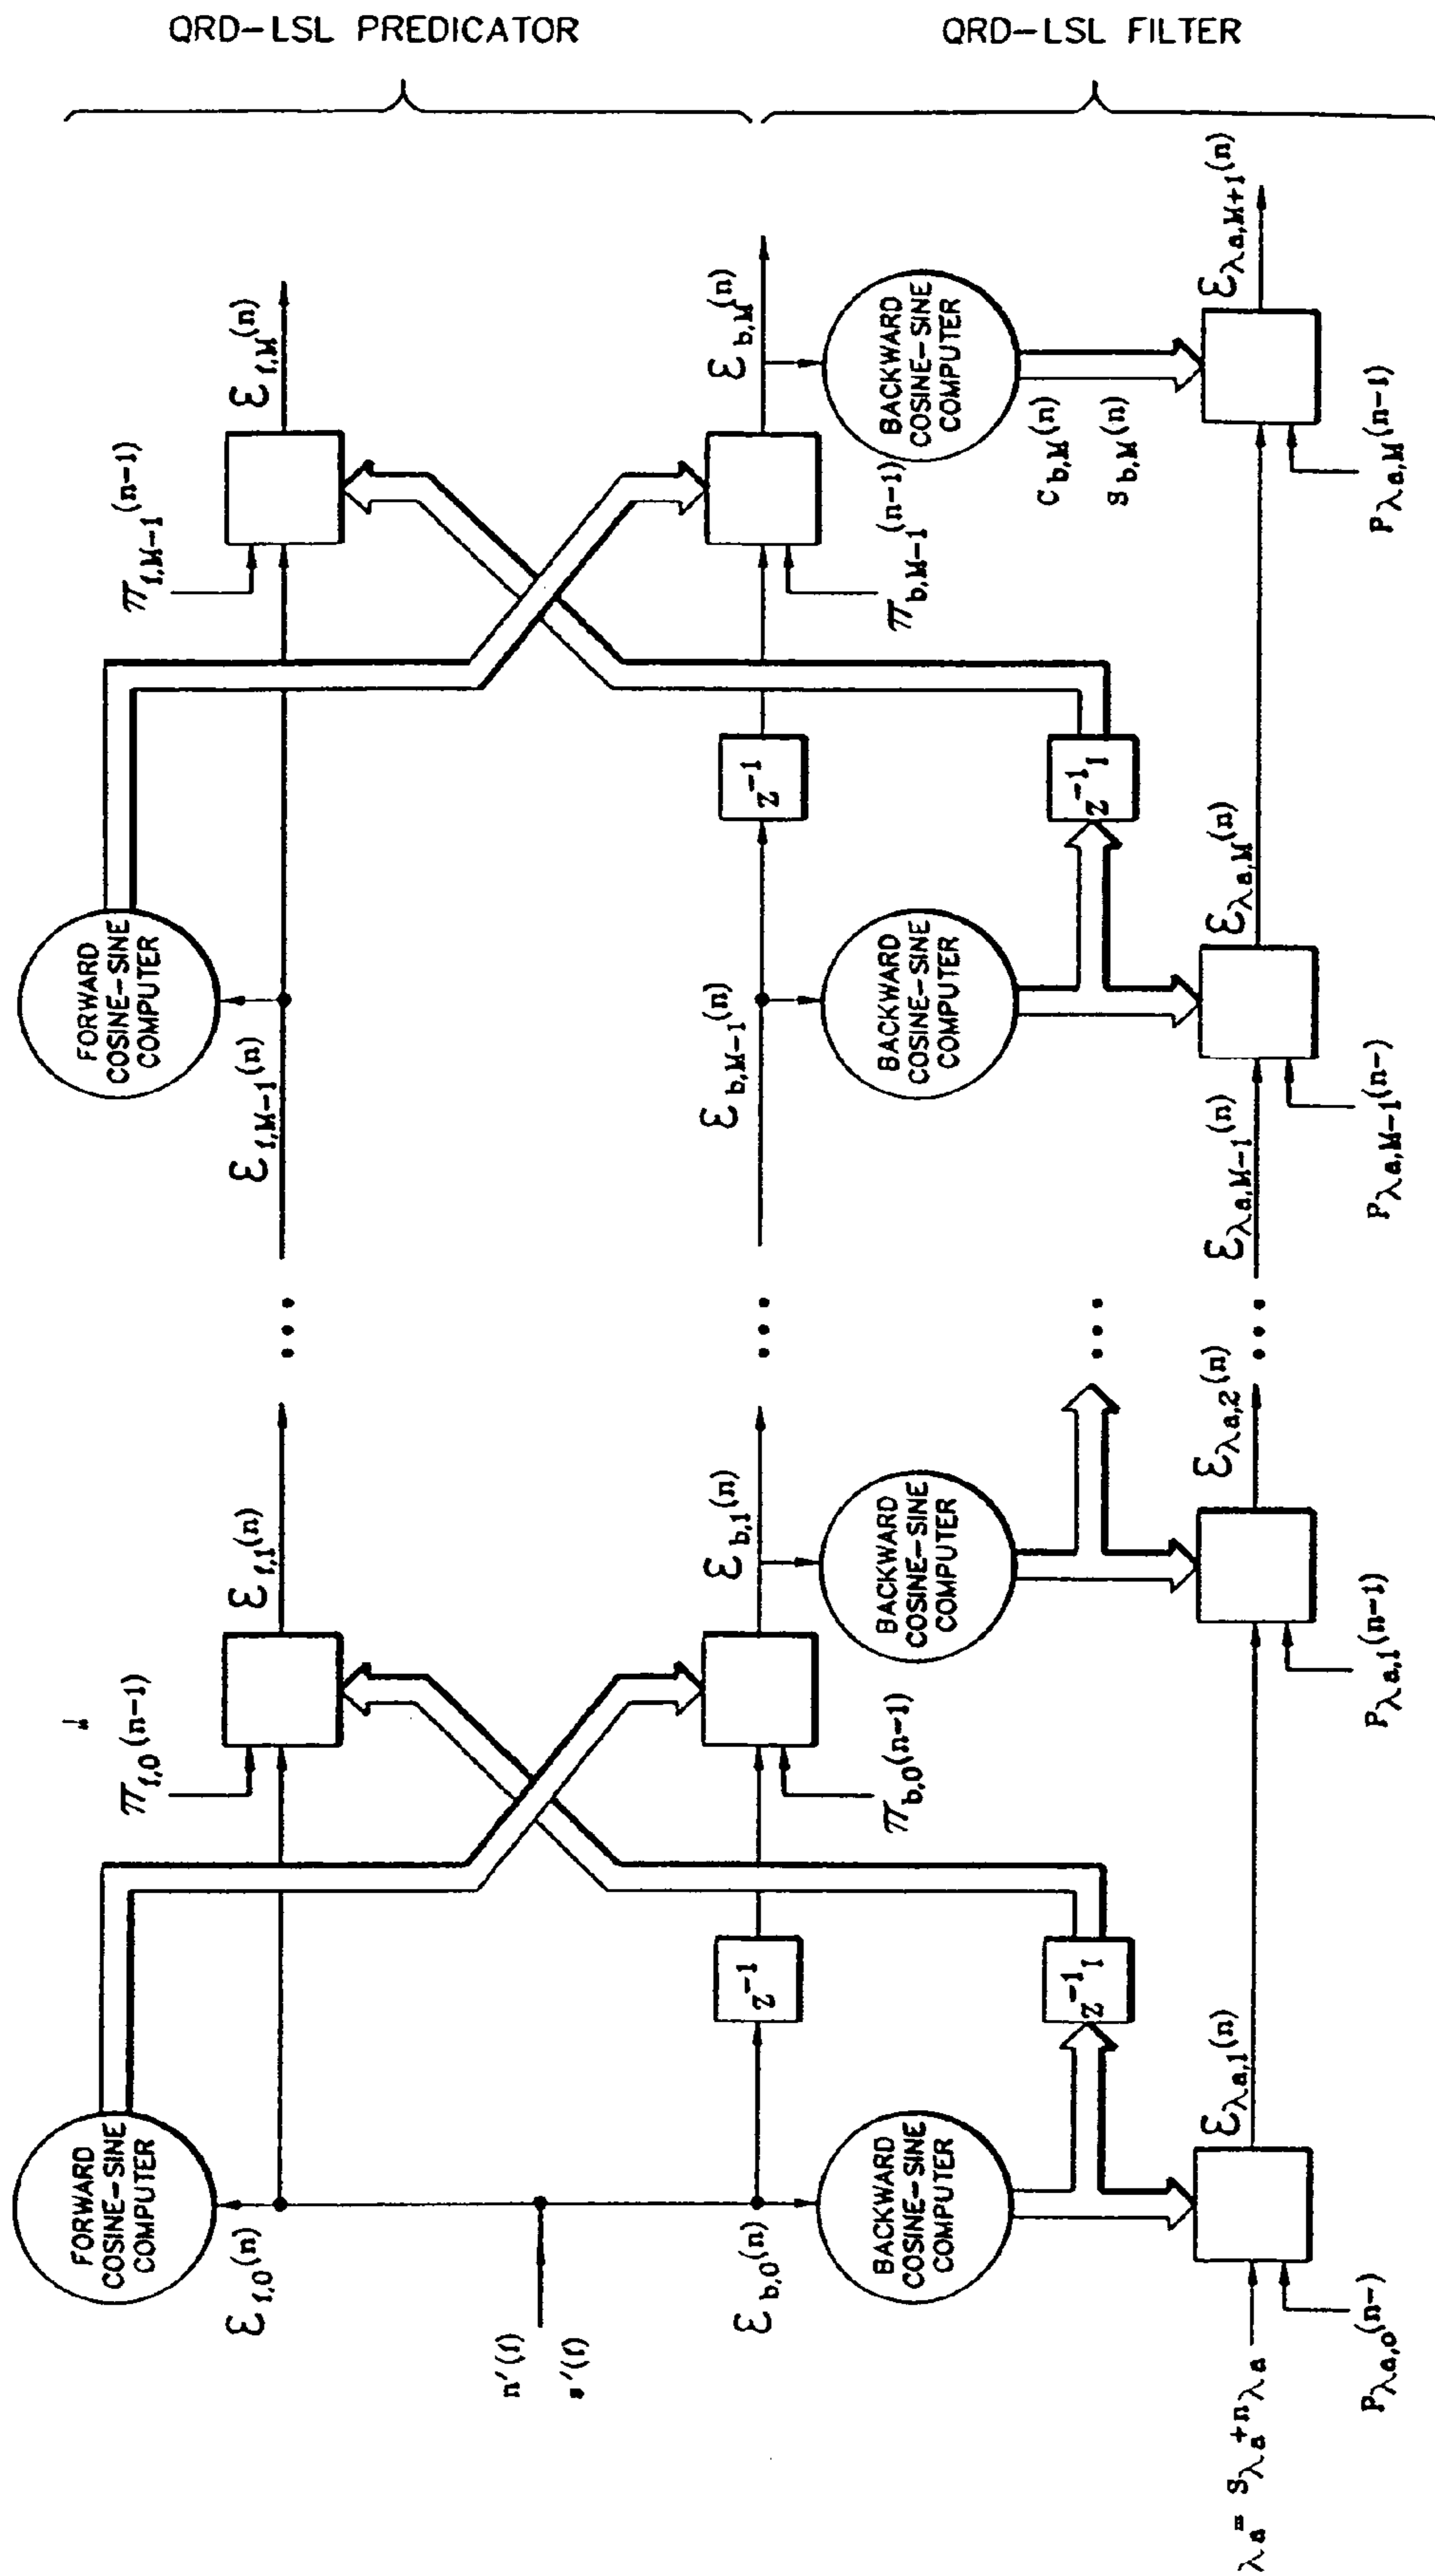 QRD-LSL PREDICATOR
QRD-LSL FILTER
FORWARD
COSINE-SINE
COMPUTER
FORWARD
COSINE-SINE
COMPUTER
π_{f,0}(n-1)
π_{f,M-1}(n-1)
ε_{f,0}(n)
ε_{f,1}(n)
ε_{f,M-1}(n)
ε_{f,M}(n)
n'(f)
s'(f)
ε_{b,0}(n)
z^{-1}
ε_{b,1}(n)
ε_{b,M-1}(n)
z^{-1}
ε_{b,M}(n)
π_{b,0}(n-1)
π_{b,M-1}(n-1)
BACKWARD
COSINE-SINE
COMPUTER
BACKWARD
COSINE-SINE
COMPUTER
BACKWARD
COSINE-SINE
COMPUTER
BACKWARD
COSINE-SINE
COMPUTER
z^{-1}I
z^{-1}I
c_{b,M}(n)
s_{b,M}(n)
λa = S_{λa} + n_{λa}
ε_{λa,1}(n)
ε_{λa,2}(n)
ε_{λa,M-1}(n)
ε_{λa,M}(n)
ε_{λa,M+1}(n)
P_{λa,0}(n-)
P_{λa,1}(n-1)
P_{λa,M-1}(n-)
P_{λa,M}(n-1)